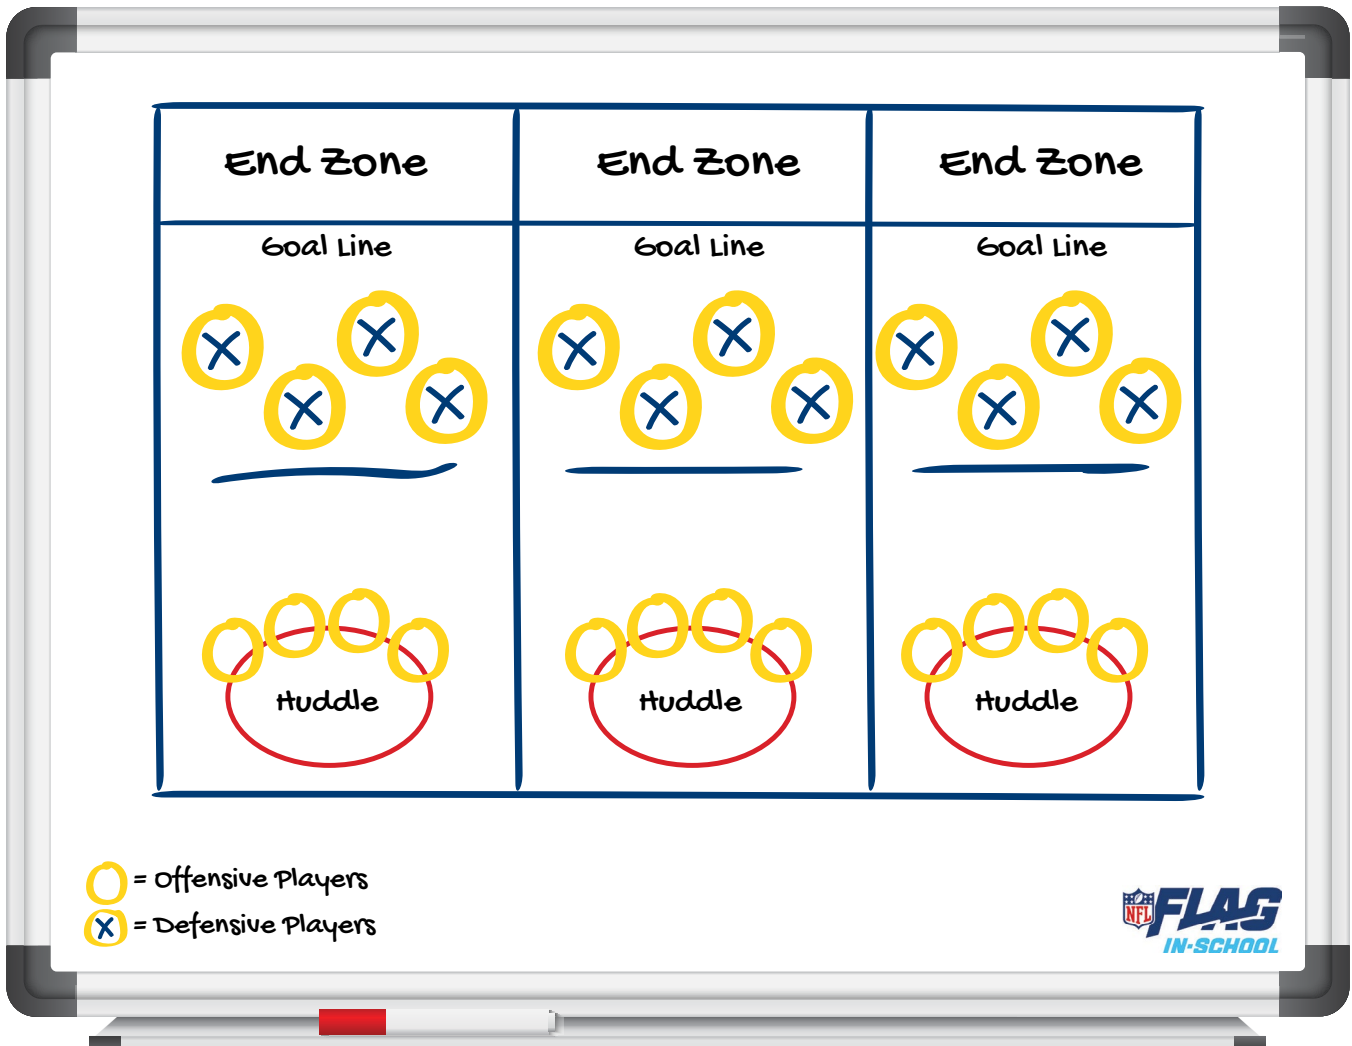 End Zone End Zone End Zone
Goal Line Goal Line Goal Line
Huddle Huddle Huddle
= Offensive Players
= Defensive Players
NFL FLAG
IN-SCHOOL